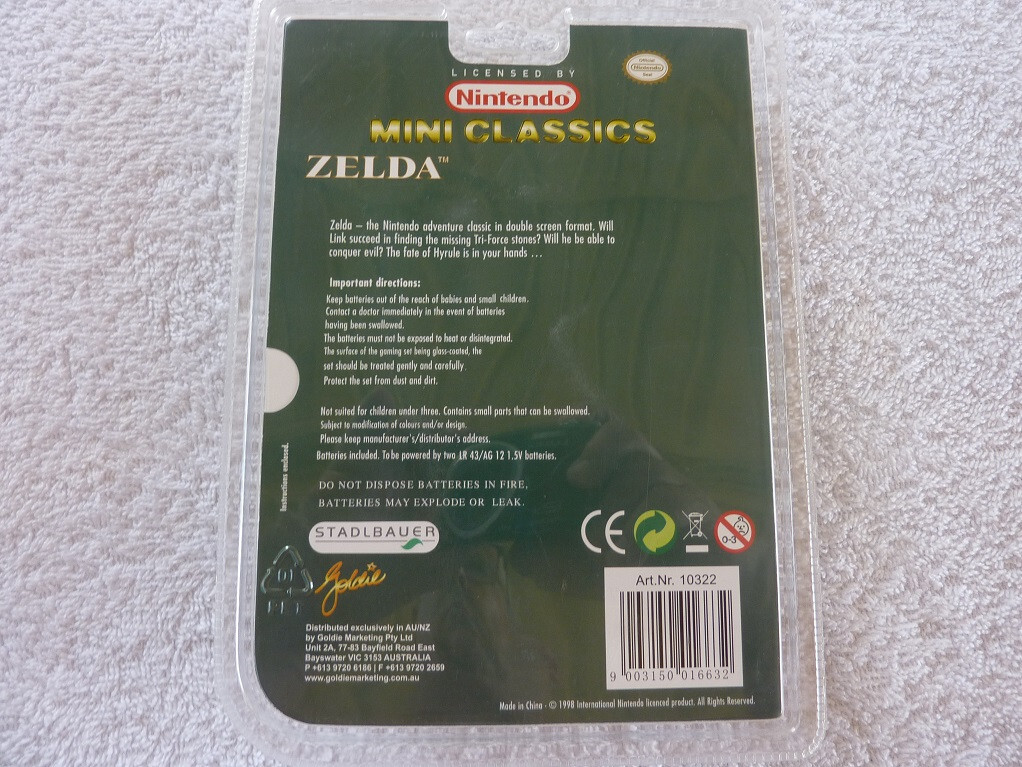 LICENSED BY
Nintendo®
Official
Nintendo
Seal
MINI CLASSICS
ZELDA™
Zelda – the Nintendo adventure classic in double screen format. Will
Link succeed in finding the missing Tri-Force stones? Will he be able to
conquer evil? The fate of Hyrule is in your hands ...
Important directions:
Keep batteries out of the reach of babies and small children.
Contact a doctor immediately in the event of batteries
having been swallowed.
The batteries must not be exposed to heat or disintegrated.
The surface of the gaming set being glass-coated, the
set should be treated gently and carefully.
Protect the set from dust and dirt.
Not suited for children under three. Contains small parts that can be swallowed.
Subject to modification of colours and/or design.
Please keep manufacturer's/distributor's address.
Batteries included. To be powered by two LR 43/AG 12 1.5V batteries.
Instructions enclosed.
DO NOT DISPOSE BATTERIES IN FIRE,
BATTERIES MAY EXPLODE OR LEAK.
STADLBAUER
CE
0-3
01
PET
Goldie
Art.Nr. 10322
9 003150 016632
Distributed exclusively in AU/NZ
by Goldie Marketing Pty Ltd
Unit 2A, 77-83 Bayfield Road East
Bayswater VIC 3153 AUSTRALIA
P +613 9720 6186 | F +613 9720 2659
www.goldiemarketing.com.au
Made in China - © 1998 International Nintendo licenced product. All Rights Reserved.